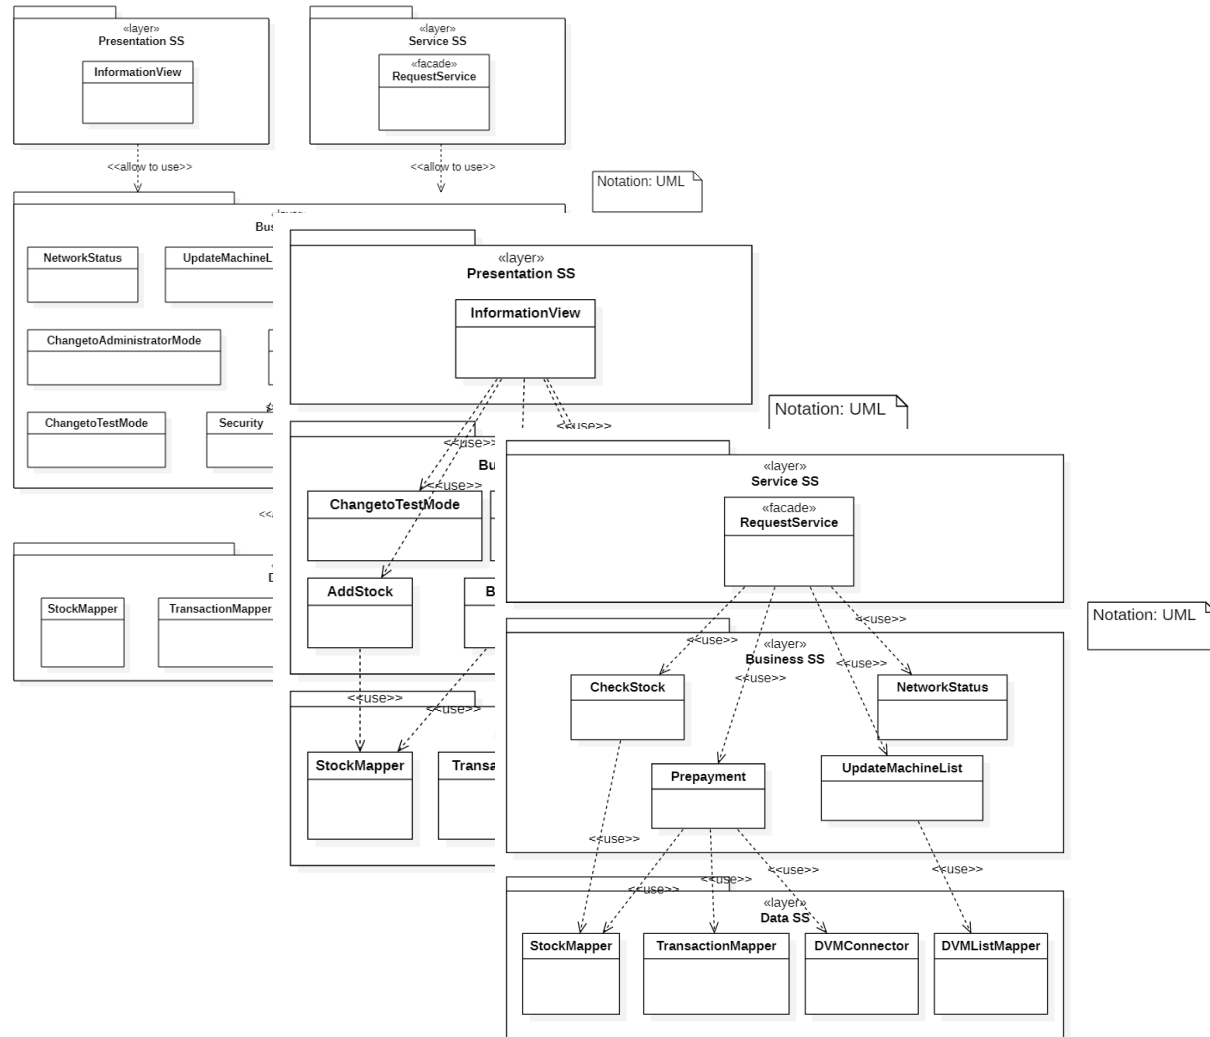 «layer»
Presentation SS
InformationView
«layer»
Service SS
«facade»
RequestService
<<allow to use>>
<<allow to use>>
Notation: UML
NetworkStatus
ChangetoAdministratorMode
ChangetoTestMode
Security
StockMapper
TransactionMapper
«layer»
Presentation SS
InformationView
Notation: UML
<<use>>
<<use>>
<<use>>
ChangetoTestMode
AddStock
<<use>>
<<use>>
StockMapper
«layer»
Service SS
«facade»
RequestService
Notation: UML
<<use>>
<<use>>
<<use>>
<<use>>
«layer»
Business SS
CheckStock
NetworkStatus
Prepayment
UpdateMachineList
<<use>>
<<use>>
<<use>>
<<use>>
<<use>>
«layer»
Data SS
StockMapper
TransactionMapper
DVMConnector
DVMListMapper